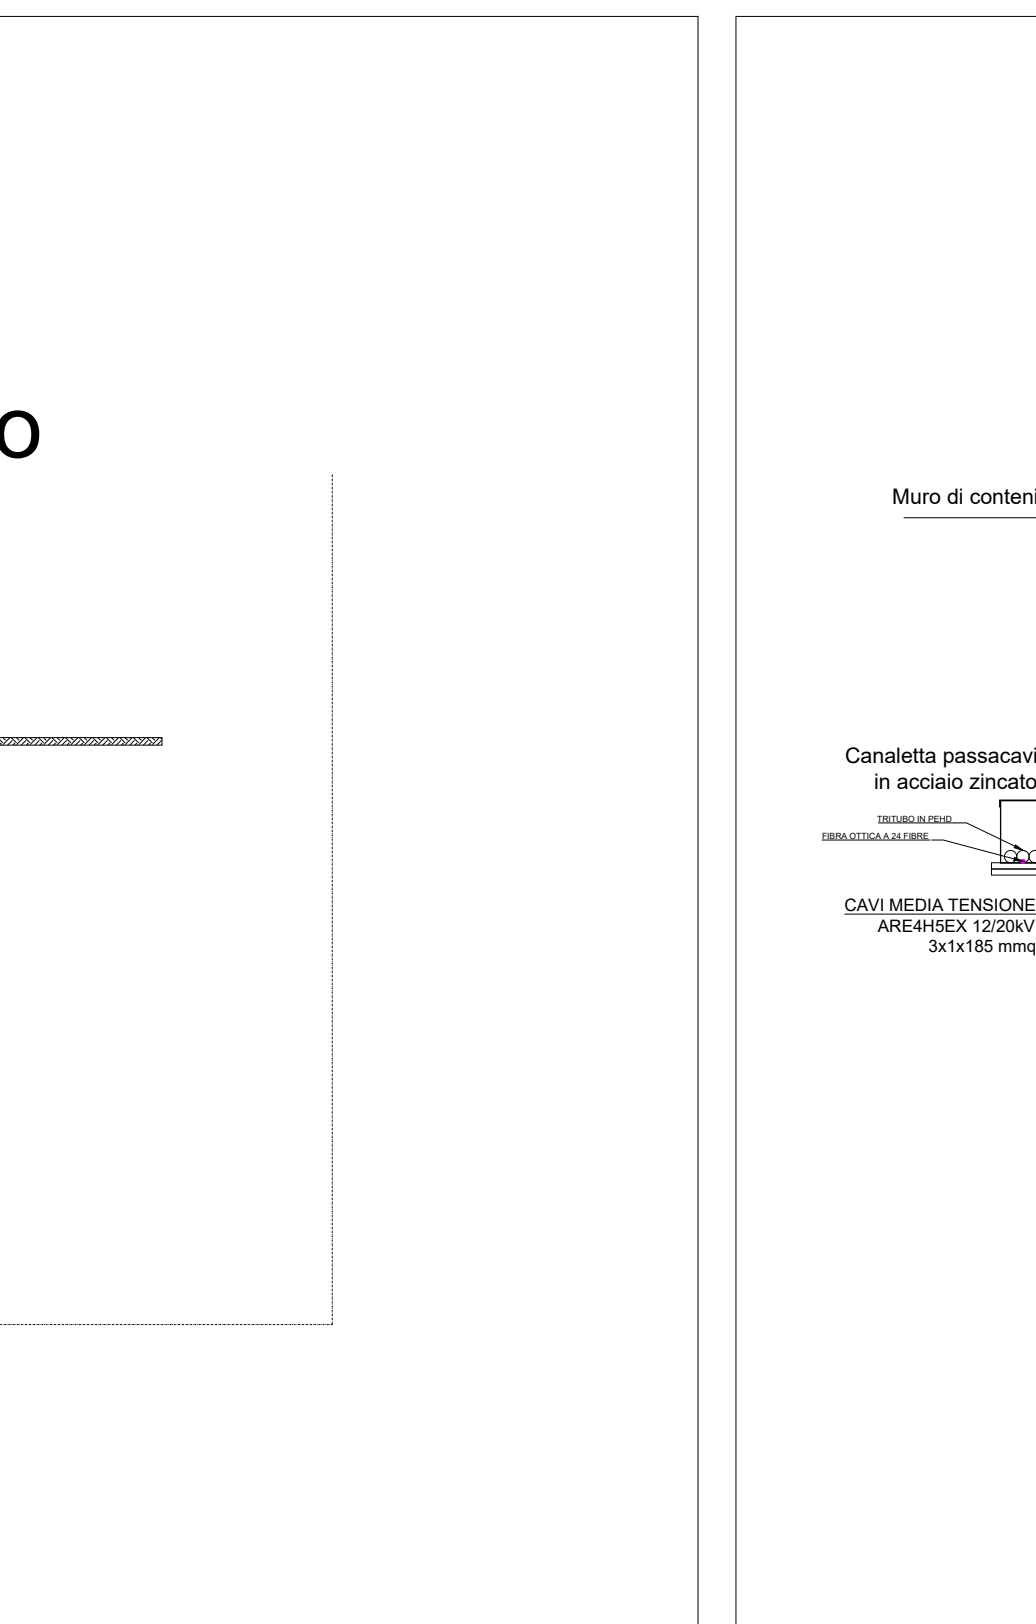 o
Muro di conteni
Canaletta passacavi
in acciaio zincato
TRITUBO IN PEHD
FIBRA OTTICA A 24 FIBRE
CAVI MEDIA TENSIONE
ARE4H5EX 12/20kV
3x1x185 mmq